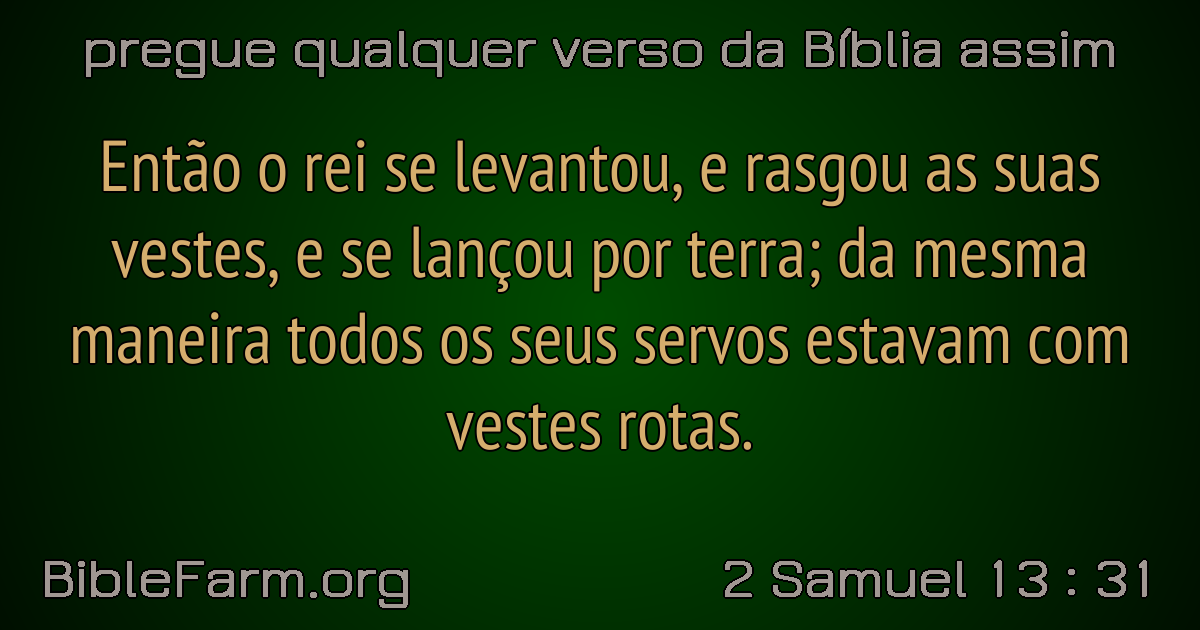 pregue qualquer verso da Bíblia assim
Então o rei se levantou, e rasgou as suas
vestes, e se lançou por terra; da mesma
maneira todos os seus servos estavam com
vestes rotas.
BibleFarm.org
2 Samuel 13 : 31